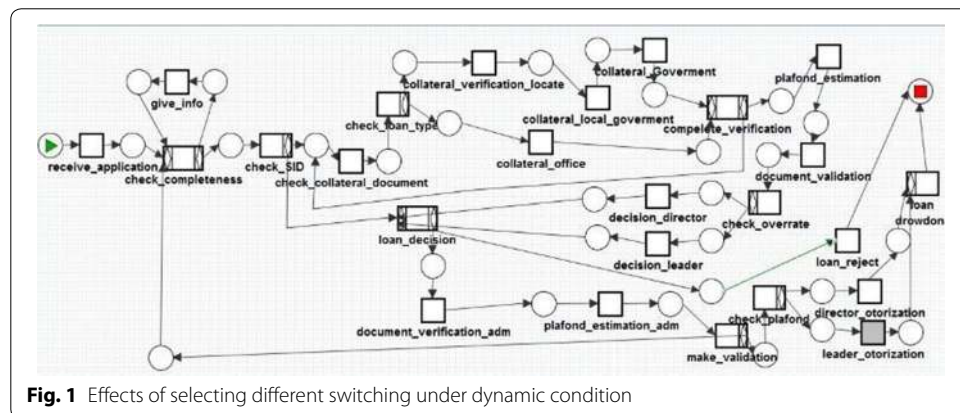 collateral_verification_locate
collateral_Goverment
plafond_estimation
give_info
check_loan_type
collateral_local_goverment
compelete_verification
receive_application
check_completeness
check_SID
check_collateral_document
collateral_office
document_validation
decision_director
check_overrate
loan
drowdon
loan_decision
decision_leader
loan_reject
document_verification_adm
plafond_estimation_adm
check_plafond
director_otorization
make_validation
leader_otorization
Fig. 1 Effects of selecting different switching under dynamic condition